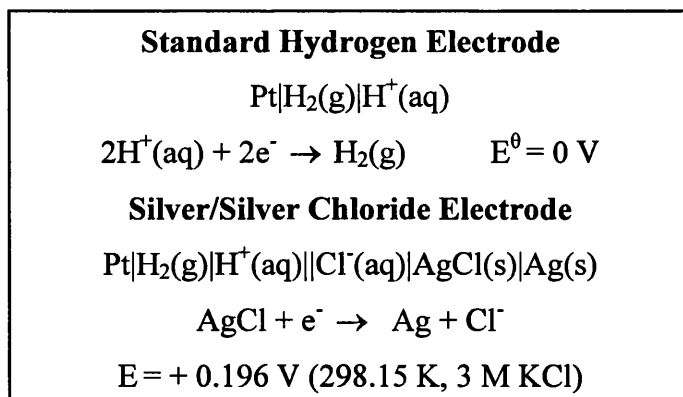 Standard Hydrogen Electrode
Pt|H₂(g)|H⁺(aq)
2H⁺(aq) + 2e⁻ → H₂(g) E^θ = 0 V
Silver/Silver Chloride Electrode
Pt|H₂(g)|H⁺(aq)||Cl⁻(aq)|AgCl(s)|Ag(s)
AgCl + e⁻ → Ag + Cl⁻
E = + 0.196 V (298.15 K, 3 M KCl)